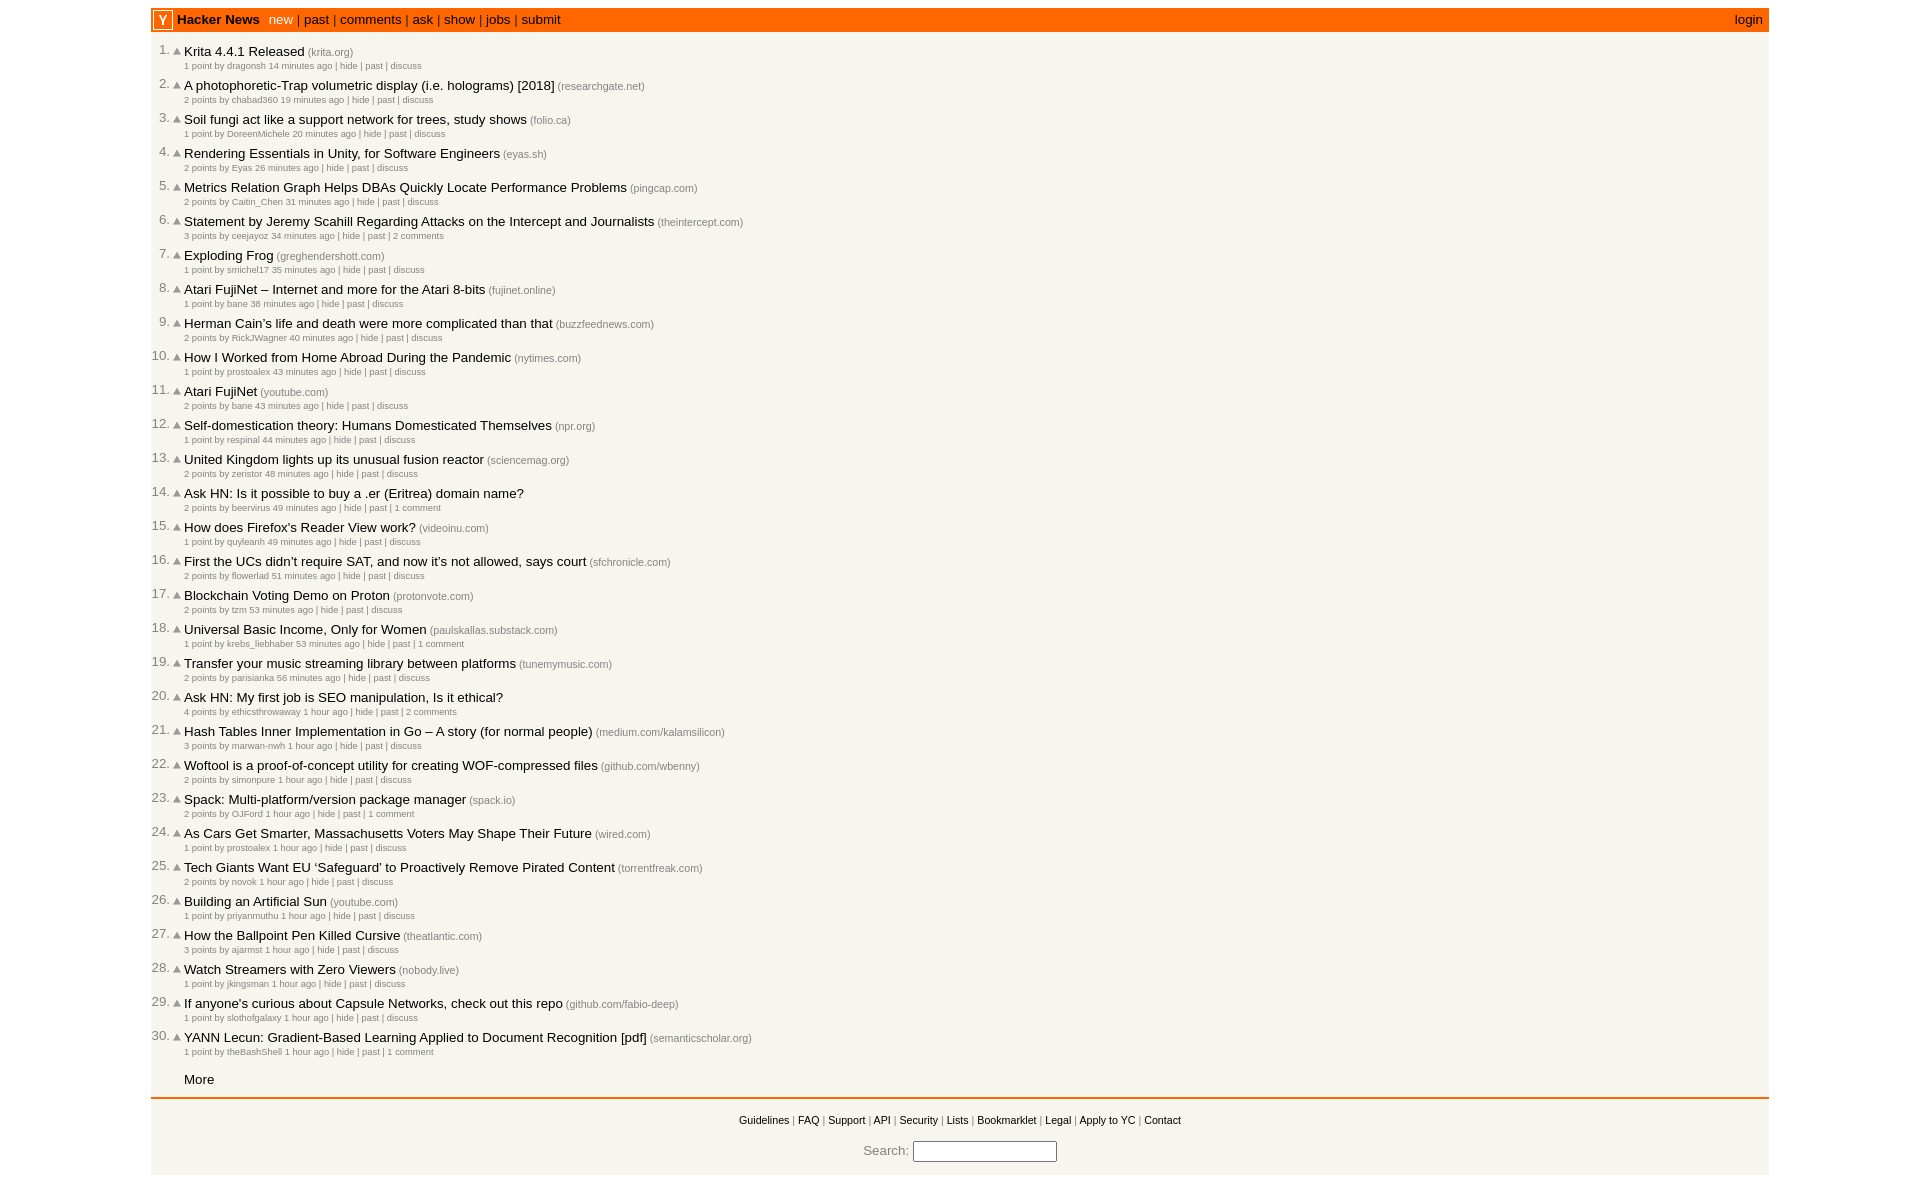 Y Hacker News new | past | comments | ask | show | jobs | submit login
1. Krita 4.4.1 Released (krita.org)
1 point by dragonsh 14 minutes ago | hide | past | discuss
2. A photophoretic-Trap volumetric display (i.e. holograms) [2018] (researchgate.net)
2 points by chabad360 19 minutes ago | hide | past | discuss
3. Soil fungi act like a support network for trees, study shows (folio.ca)
1 point by DoreenMichele 20 minutes ago | hide | past | discuss
4. Rendering Essentials in Unity, for Software Engineers (eyas.sh)
2 points by Eyas 26 minutes ago | hide | past | discuss
5. Metrics Relation Graph Helps DBAs Quickly Locate Performance Problems (pingcap.com)
2 points by Caitin_Chen 31 minutes ago | hide | past | discuss
6. Statement by Jeremy Scahill Regarding Attacks on the Intercept and Journalists (theintercept.com)
3 points by ceejayoz 34 minutes ago | hide | past | 2 comments
7. Exploding Frog (greghendershott.com)
1 point by smichel17 35 minutes ago | hide | past | discuss
8. Atari FujiNet – Internet and more for the Atari 8-bits (fujinet.online)
1 point by bane 38 minutes ago | hide | past | discuss
9. Herman Cain’s life and death were more complicated than that (buzzfeednews.com)
2 points by RickJWagner 40 minutes ago | hide | past | discuss
10. How I Worked from Home Abroad During the Pandemic (nytimes.com)
1 point by prostoalex 43 minutes ago | hide | past | discuss
11. Atari FujiNet (youtube.com)
2 points by bane 43 minutes ago | hide | past | discuss
12. Self-domestication theory: Humans Domesticated Themselves (npr.org)
1 point by respinal 44 minutes ago | hide | past | discuss
13. United Kingdom lights up its unusual fusion reactor (sciencemag.org)
2 points by zeristor 48 minutes ago | hide | past | discuss
14. Ask HN: Is it possible to buy a .er (Eritrea) domain name?
2 points by beervirus 49 minutes ago | hide | past | 1 comment
15. How does Firefox's Reader View work? (videoinu.com)
1 point by quyleanh 49 minutes ago | hide | past | discuss
16. First the UCs didn’t require SAT, and now it’s not allowed, says court (sfchronicle.com)
2 points by flowerlad 51 minutes ago | hide | past | discuss
17. Blockchain Voting Demo on Proton (protonvote.com)
2 points by tzm 53 minutes ago | hide | past | discuss
18. Universal Basic Income, Only for Women (paulskallas.substack.com)
1 point by krebs_liebhaber 53 minutes ago | hide | past | 1 comment
19. Transfer your music streaming library between platforms (tunemymusic.com)
2 points by parisianka 56 minutes ago | hide | past | discuss
20. Ask HN: My first job is SEO manipulation, Is it ethical?
4 points by ethicsthrowaway 1 hour ago | hide | past | 2 comments
21. Hash Tables Inner Implementation in Go – A story (for normal people) (medium.com/kalamsilicon)
3 points by marwan-nwh 1 hour ago | hide | past | discuss
22. Woftool is a proof-of-concept utility for creating WOF-compressed files (github.com/wbenny)
2 points by simonpure 1 hour ago | hide | past | discuss
23. Spack: Multi-platform/version package manager (spack.io)
2 points by OJFord 1 hour ago | hide | past | 1 comment
24. As Cars Get Smarter, Massachusetts Voters May Shape Their Future (wired.com)
1 point by prostoalex 1 hour ago | hide | past | discuss
25. Tech Giants Want EU ‘Safeguard’ to Proactively Remove Pirated Content (torrentfreak.com)
2 points by novok 1 hour ago | hide | past | discuss
26. Building an Artificial Sun (youtube.com)
1 point by priyanmuthu 1 hour ago | hide | past | discuss
27. How the Ballpoint Pen Killed Cursive (theatlantic.com)
3 points by ajarmst 1 hour ago | hide | past | discuss
28. Watch Streamers with Zero Viewers (nobody.live)
1 point by jkingsman 1 hour ago | hide | past | discuss
29. If anyone's curious about Capsule Networks, check out this repo (github.com/fabio-deep)
1 point by slothofgalaxy 1 hour ago | hide | past | discuss
30. YANN Lecun: Gradient-Based Learning Applied to Document Recognition [pdf] (semanticscholar.org)
1 point by theBashShell 1 hour ago | hide | past | 1 comment
More
Guidelines | FAQ | Support | API | Security | Lists | Bookmarklet | Legal | Apply to YC | Contact
Search: